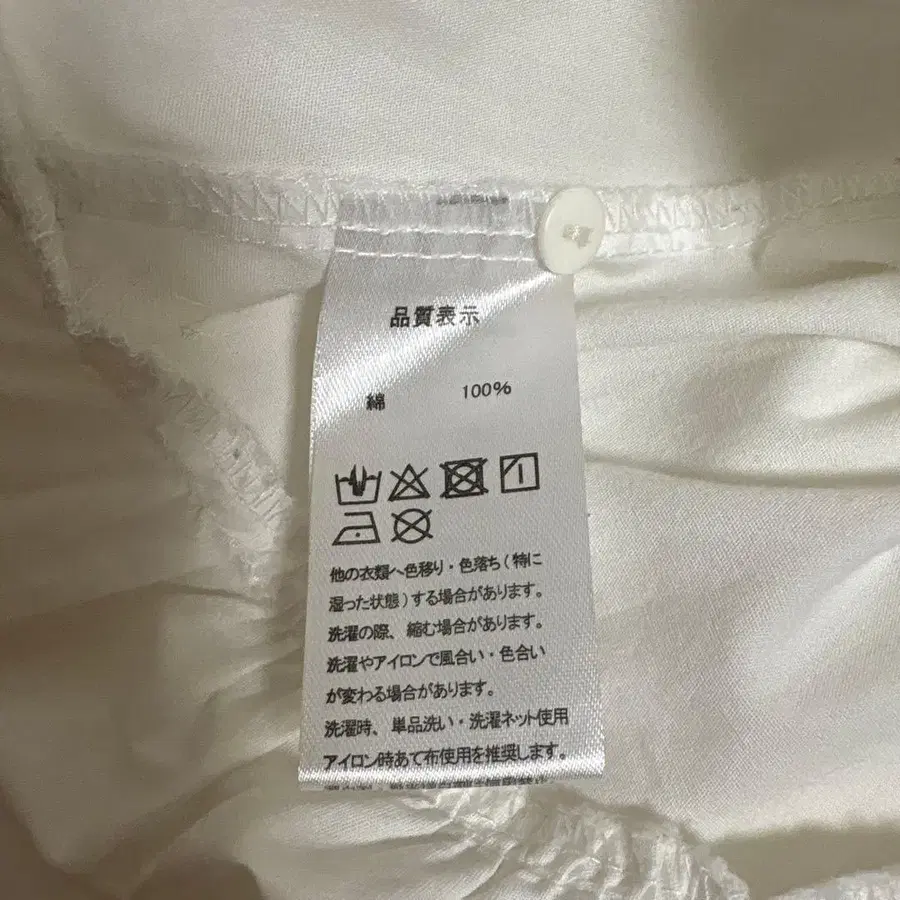 品質表示
綿 100%
他の衣類へ色移り・色落ち(特に
湿った状態)する場合があります。
洗濯の際、縮む場合があります。
洗濯やアイロンで風合い・色合い
が変わる場合があります。
洗濯時、単品洗い・洗濯ネット使用
アイロン時あて布使用を推奨します。